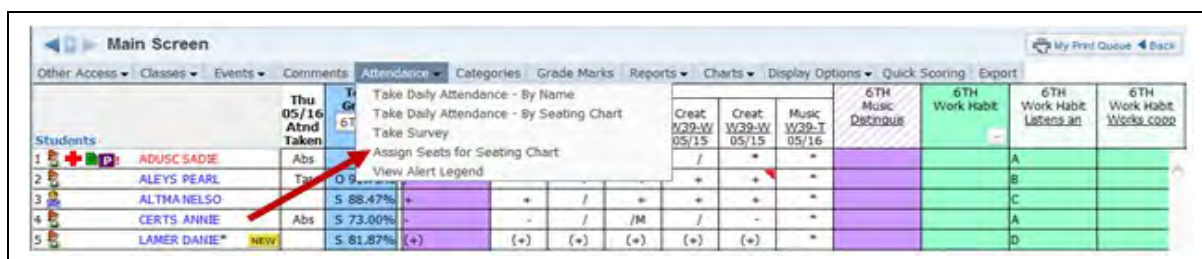 Main Screen
My Print Queue Back
Other Access Classes Events Comments Attendance Categories Grade Marks Reports Charts Display Options Quick Scoring Export
Take Daily Attendance - By Name
Take Daily Attendance - By Seating Chart
Take Survey
Assign Seats for Seating Chart
View Alert Legend
Students Thu 05/16 Atnd Taken
Creat W39-W 05/15
Creat W39-W 05/15
Music W39-T 05/16
6TH Music Distingus
6TH Work Habit
6TH Work Habit Listens an
6TH Work Habit Works coop
1 P! ADUSC SADIE Abs / * A
2 ALEYS PEARL + + * B
3 ALTMA NELSO S 88.47% + + / + + + * C
4 CERTS ANNIE Abs S 73.00% - - / /M / - * A
5 LAMER DANIE* NEW S 81.87% (+) (+) (+) (+) (+) (+) * D